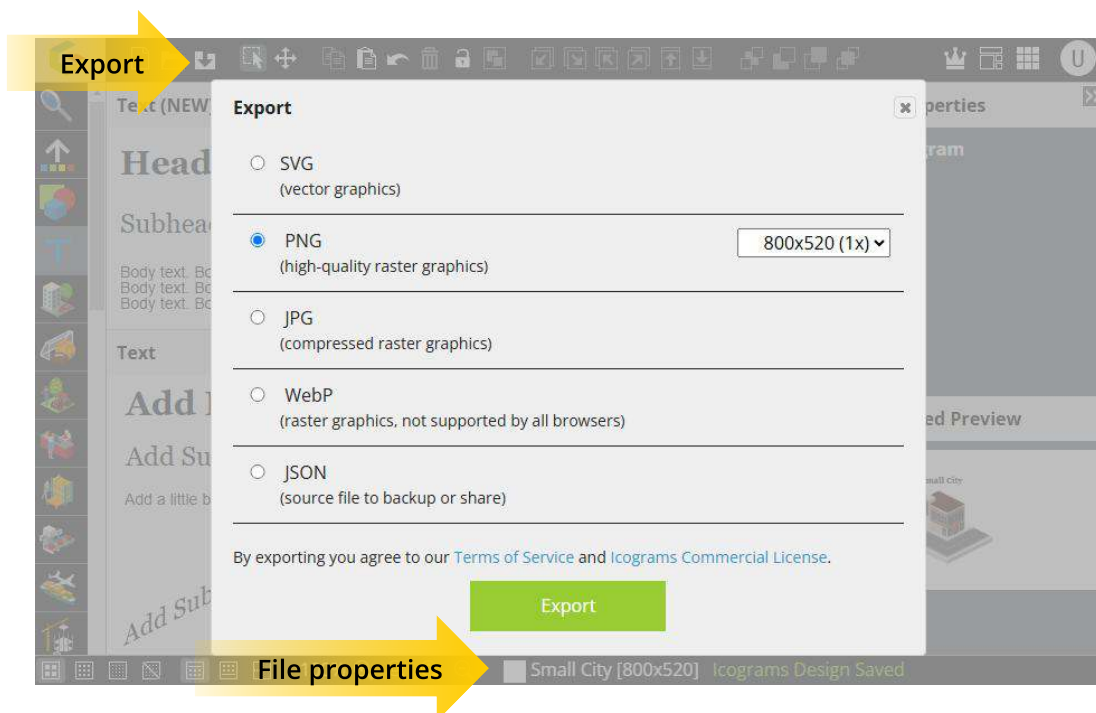 Export
U
Text (NEW)
Export
perties
gram
Head
SVG
(vector graphics)
Subhea
PNG
800x520 (1x)
(high-quality raster graphics)
Body text. Bo
Body text. Bo
Body text. Bo
JPG
(compressed raster graphics)
Text
WebP
(raster graphics, not supported by all browsers)
Add
ed Preview
Add Su
JSON
(source file to backup or share)
Add a little b
mall City
By exporting you agree to our Terms of Service and Icograms Commercial License.
Export
Add Sub
File properties
Small City [800x520] Icograms Design Saved